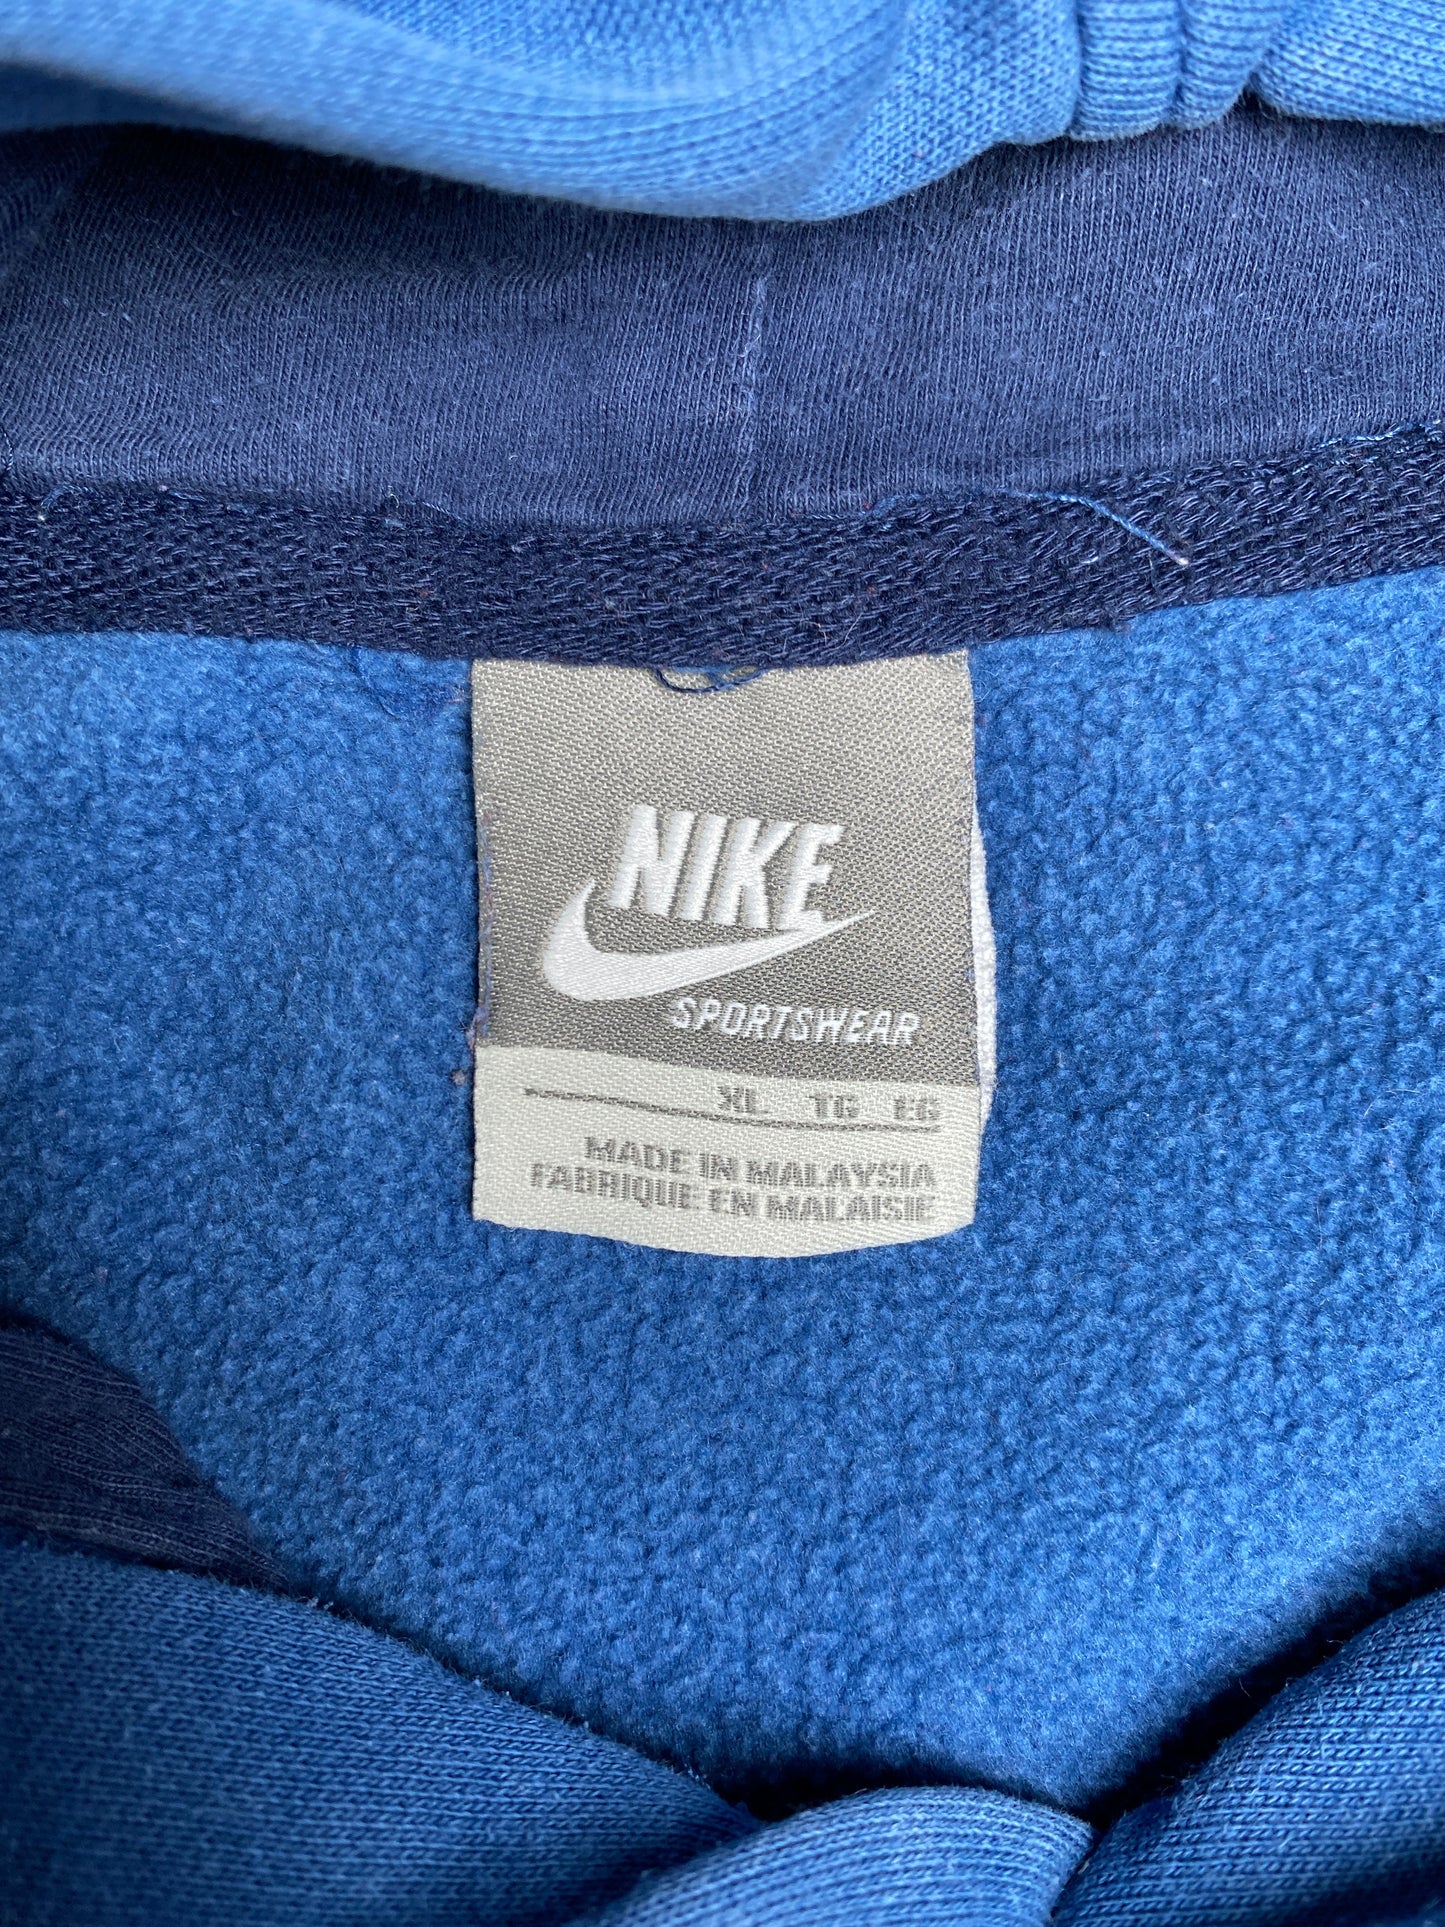 NIKE
SPORTSWEAR
XL TG EG
MADE IN MALAYSIA
FABRIQUE EN MALAISIE